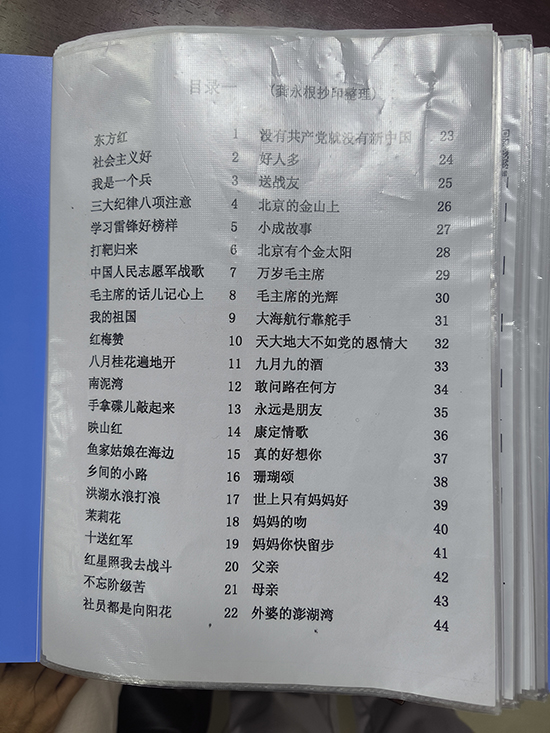 目录一 (龚永根抄印整理)
东方红 1 没有共产党就没有新中国 23
社会主义好 2 好人多 24
我是一个兵 3 送战友 25
三大纪律八项注意 4 北京的金山上 26
学习雷锋好榜样 5 小成故事 27
打靶归来 6 北京有个金太阳 28
中国人民志愿军战歌 7 万岁毛主席 29
毛主席的话儿记心上 8 毛主席的光辉 30
我的祖国 9 大海航行靠舵手 31
红梅赞 10 天大地大不如党的恩情大 32
八月桂花遍地开 11 九月九的酒 33
南泥湾 12 敢问路在何方 34
手拿碟儿敲起来 13 永远是朋友 35
映山红 14 康定情歌 36
鱼家姑娘在海边 15 真的好想你 37
乡间的小路 16 珊瑚颂 38
洪湖水浪打浪 17 世上只有妈妈好 39
茉莉花 18 妈妈的吻 40
十送红军 19 妈妈你快留步 41
红星照我去战斗 20 父亲 42
不忘阶级苦 21 母亲 43
社员都是向阳花 22 外婆的澎湖湾 44